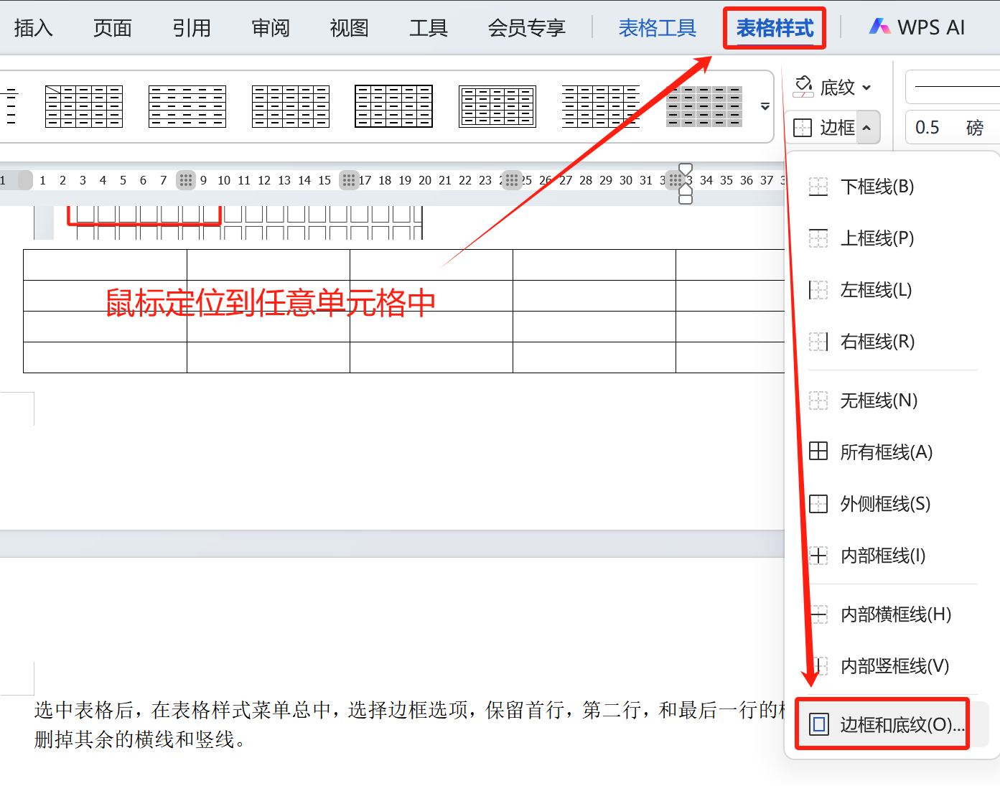 插入 页面 引用 审阅 视图 工具 会员专享 表格工具 表格样式 WPS AI
底纹
边框 0.5 磅
1 1 2 3 4 5 6 7 9 10 11 12 13 14 15 17 18 19 20 21 22 23 25 26 27 28 29 30 31 34 35 36 37
下框线(B)
上框线(P)
左框线(L)
右框线(R)
无框线(N)
所有框线(A)
外侧框线(S)
内部框线(I)
内部横框线(H)
内部竖框线(V)
边框和底纹(O)...
鼠标定位到任意单元格中
选中表格后，在表格样式菜单总中，选择边框选项，保留首行，第二行，和最后一行的
删掉其余的横线和竖线。